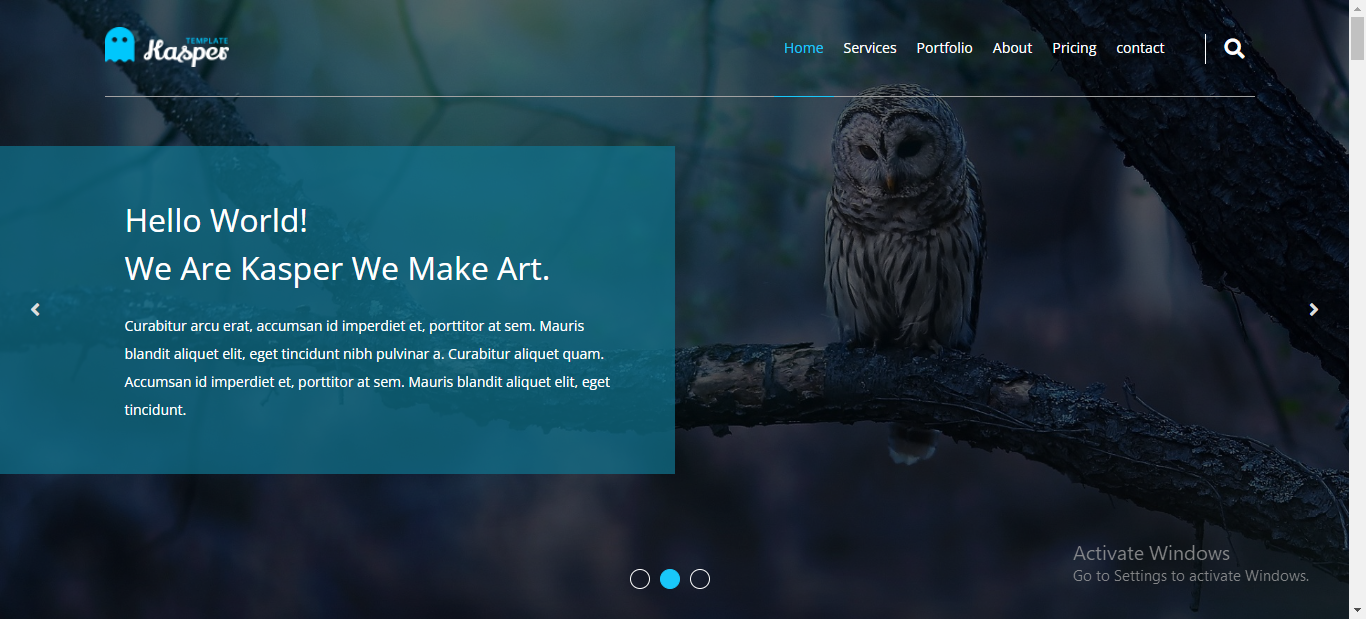 TEMPLATE
Kasper
Home Services Portfolio About Pricing contact
Hello World!
We Are Kasper We Make Art.
Curabitur arcu erat, accumsan id imperdiet et, porttitor at sem. Mauris
blandit aliquet elit, eget tincidunt nibh pulvinar a. Curabitur aliquet quam.
Accumsan id imperdiet et, porttitor at sem. Mauris blandit aliquet elit, eget
tincidunt.
Activate Windows
Go to Settings to activate Windows.